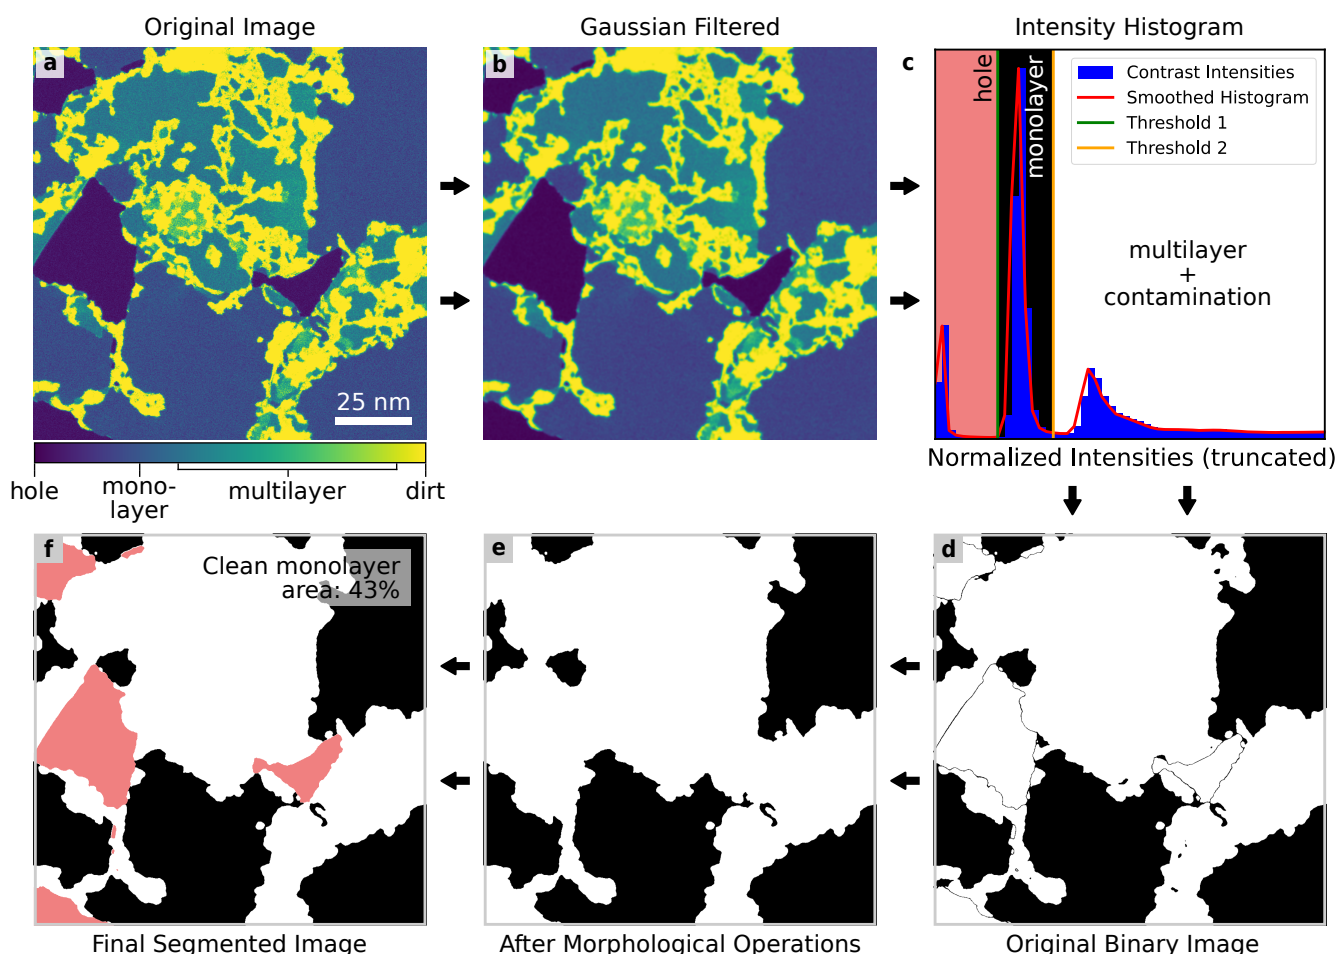 Original Image
Gaussian Filtered
Intensity Histogram
a
b
c
hole
monolayer
Contrast Intensities
Smoothed Histogram
Threshold 1
Threshold 2
multilayer
+
contamination
25 nm
Normalized Intensities (truncated)
hole
mono-
layer
multilayer
dirt
f
Clean monolayer
area: 43%
e
d
Final Segmented Image
After Morphological Operations
Original Binary Image